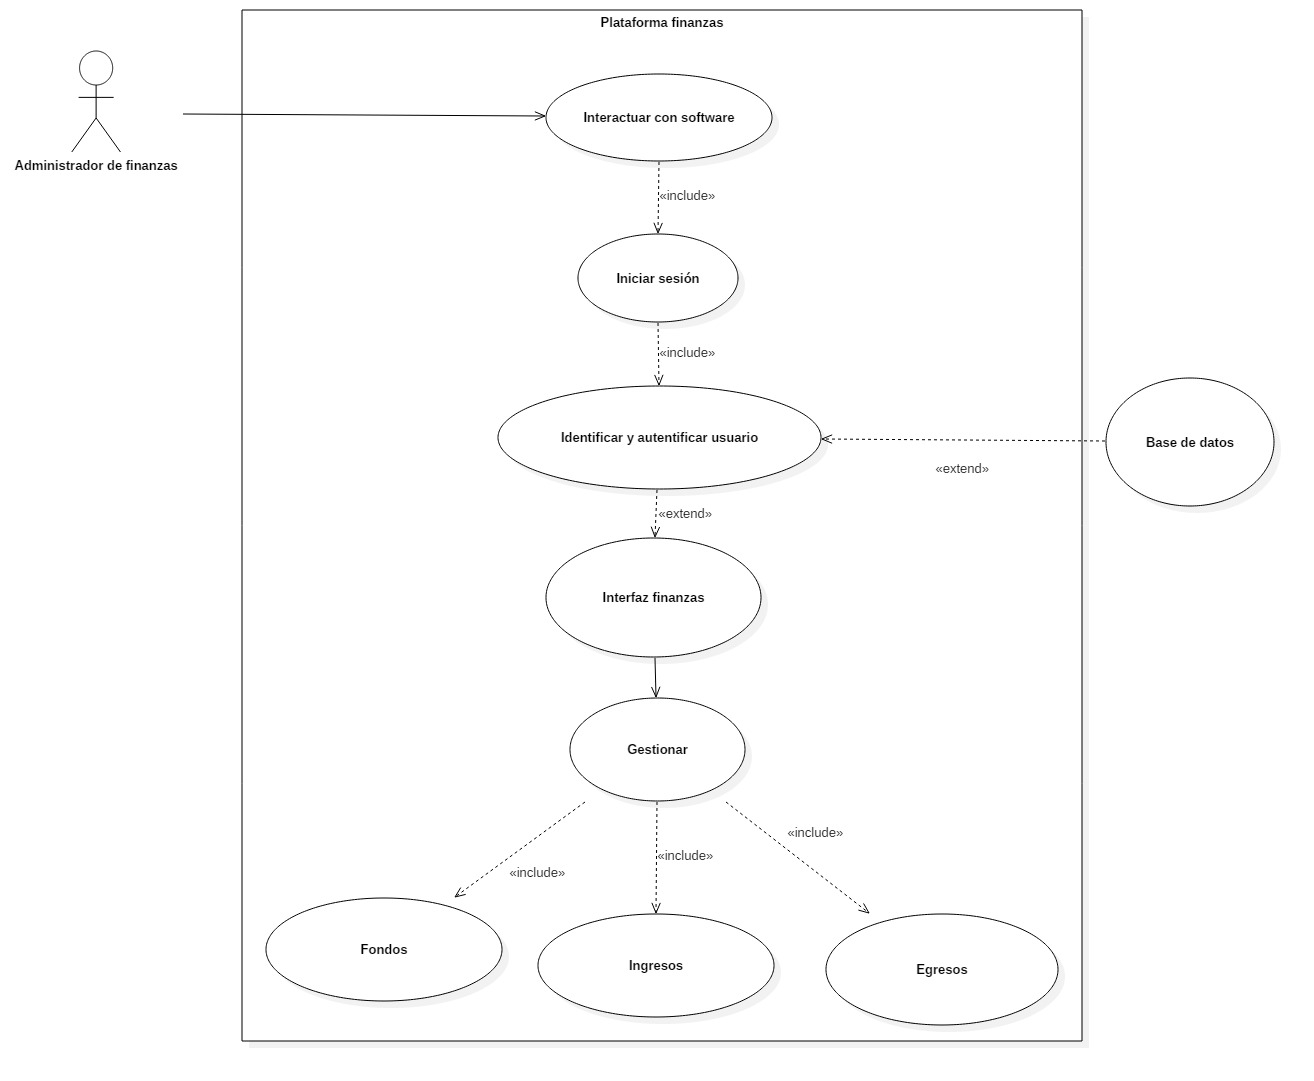 Plataforma finanzas
Interactuar con software
Administrador de finanzas
«include»
Iniciar sesión
«include»
Identificar y autentificar usuario
Base de datos
«extend»
«extend»
Interfaz finanzas
Gestionar
«include»
«include»
«include»
Fondos
Ingresos
Egresos